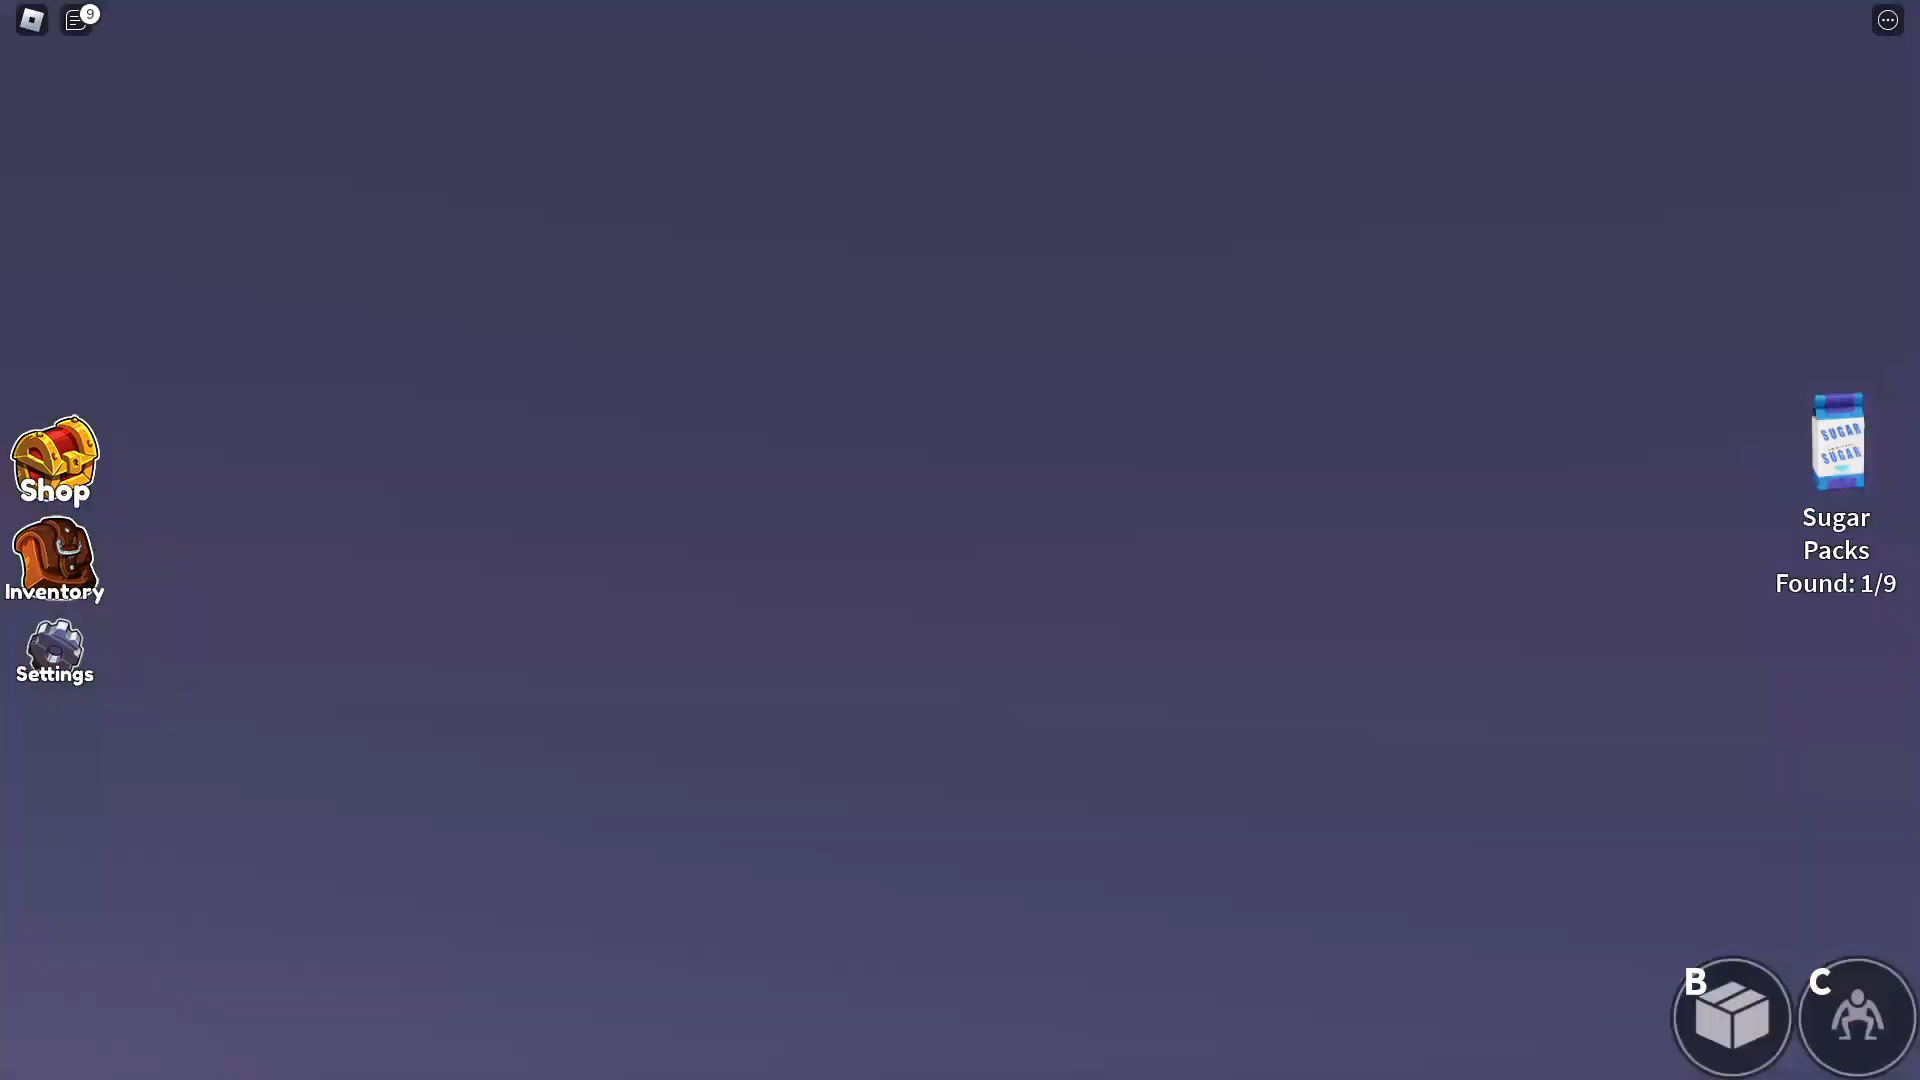 9
Shop
Inventory
Settings
SUGAR
SUGAR
Sugar
Packs
Found: 1/9
B
C